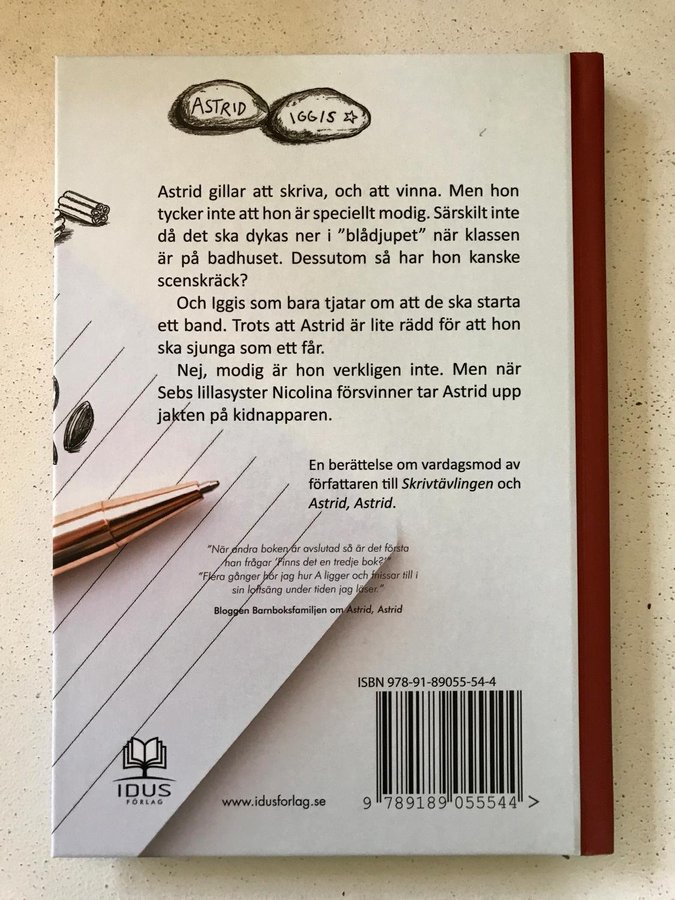 ASTRID
IGGIS ☆
Astrid gillar att skriva, och att vinna. Men hon
tycker inte att hon är speciellt modig. Särskilt inte
då det ska dykas ner i ”blådjupet” när klassen
är på badhuset. Dessutom så har hon kanske
scenskräck?
Och Iggis som bara tjatar om att de ska starta
ett band. Trots att Astrid är lite rädd för att hon
ska sjunga som ett får.
Nej, modig är hon verkligen inte. Men när
Sebs lillasyster Nicolina försvinner tar Astrid upp
jakten på kidnapparen.
En berättelse om vardagsmod av
författaren till Skrivtävlingen och
Astrid, Astrid.
”När andra boken är avslutad så är det första
han frågar ’Finns det en tredje bok?’”
”Flera gånger hör jag hur A ligger och fnissar till i
sin loftsäng under tiden jag läser.”
Bloggen Barnboksfamiljen om Astrid, Astrid
ISBN 978-91-89055-54-4
IDUS
FÖRLAG
www.idusforlag.se
9 789189 055544 >